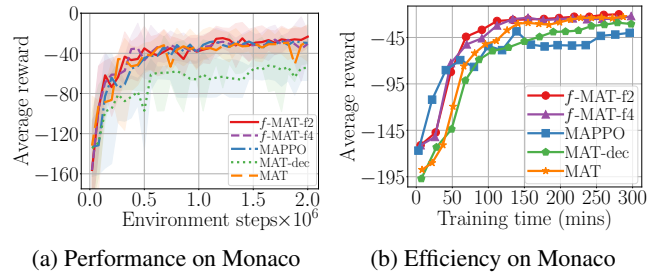 0
−40
−80
−120
−160
Average reward
0.0
0.5
1.0
1.5
2.0
Environment steps×10⁶
f-MAT-f2
f-MAT-f4
MAPPO
MAT-dec
MAT
(a) Performance on Monaco
−45
−95
−145
−195
Average reward
0
50
100
150
200
250
300
Training time (mins)
f-MAT-f2
f-MAT-f4
MAPPO
MAT-dec
MAT
(b) Efficiency on Monaco